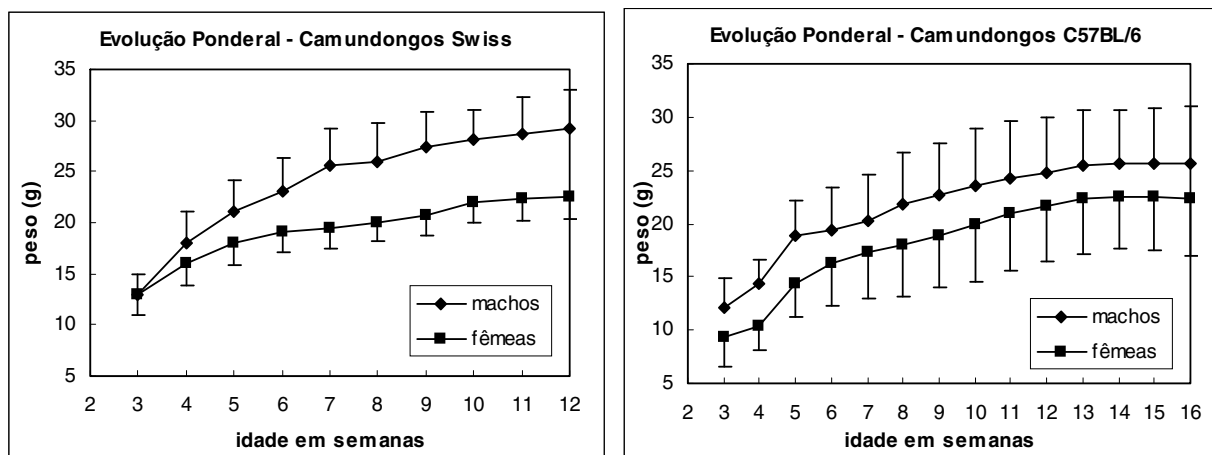 Evolução Ponderal - Camundongos Swiss
35
30
25
20
15
10
5
peso (g)
machos
fêmeas
2 3 4 5 6 7 8 9 10 11 12
idade em semanas
Evolução Ponderal - Camundongos C57BL/6
35
30
25
20
15
10
5
peso (g)
machos
fêmeas
2 3 4 5 6 7 8 9 10 11 12 13 14 15 16
idade em semanas